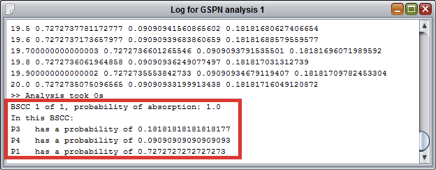 Log for GSPN analysis 1
19.5 0.7272737781172777 0.09090941560865602 0.18181680627406654
19.6 0.7272737173657977 0.09090939683860659 0.18181688579559577
19.700000000000003 0.7272736601265546 0.0909093791535501 0.18181696071989592
19.8 0.7272736061964858 0.09090936249077497 0.181817031312739
19.900000000000002 0.7272735553842733 0.09090934679119407 0.18181709782453304
20.0 0.7272735075096565 0.09090933199913438 0.18181716049120872
>> Analysis took 0s
BSCC 1 of 1, probability of absorption: 1.0
In this BSCC:
P3 has a probability of 0.18181818181818177
P4 has a probability of 0.09090909090909093
P1 has a probability of 0.7272727272727273